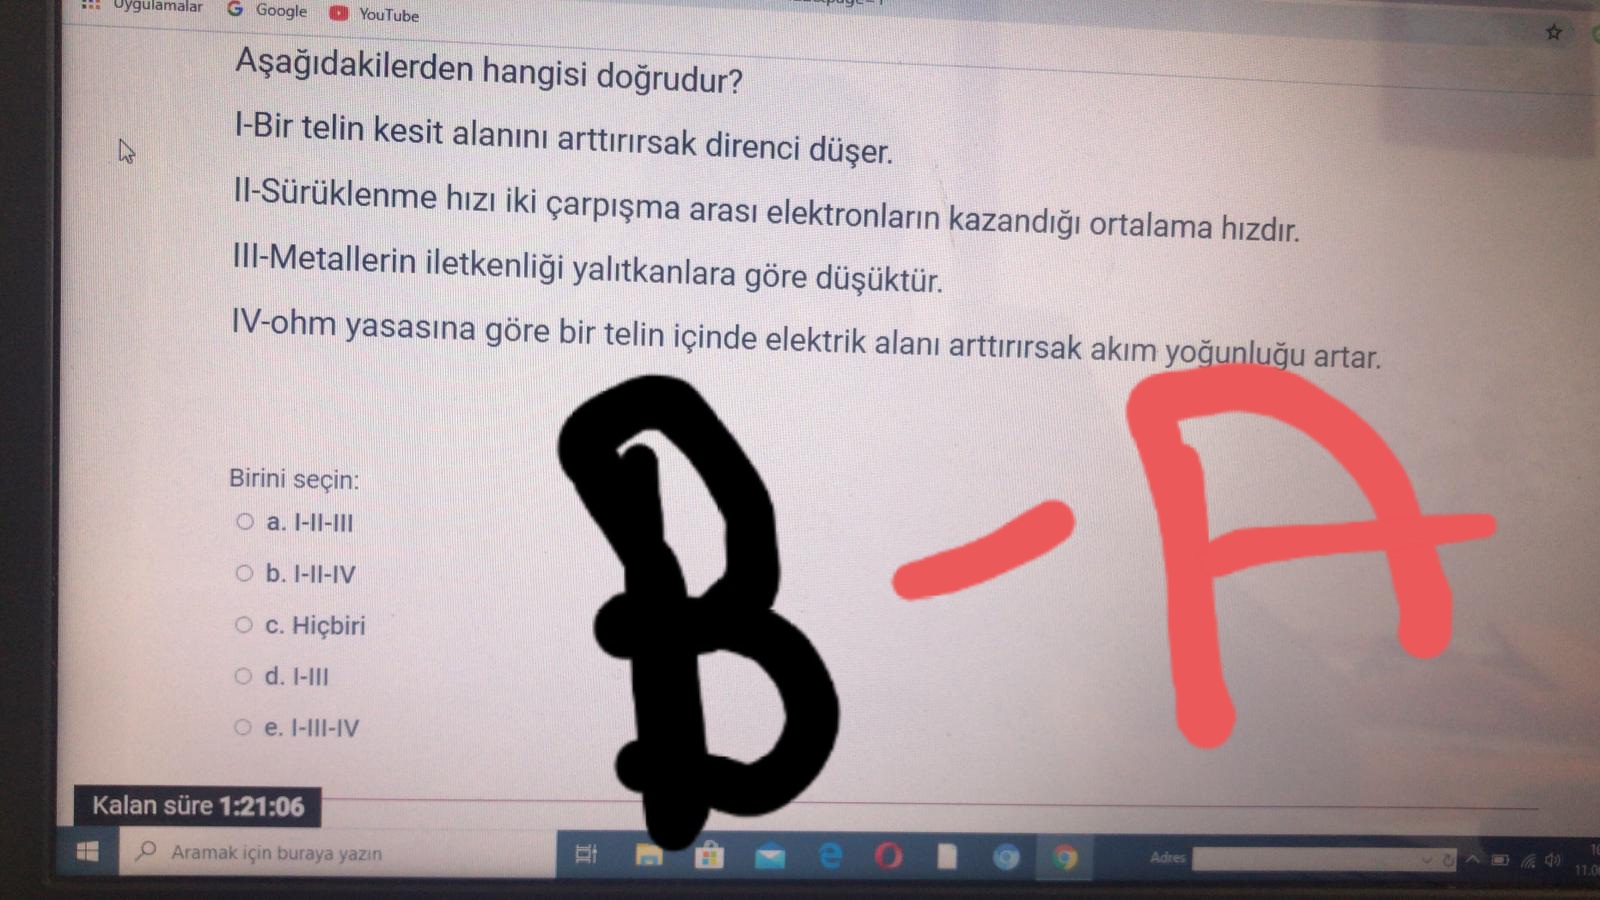 Uygulamalar Google YouTube
Aşağıdakilerden hangisi doğrudur?
I-Bir telin kesit alanını arttırırsak direnci düşer.
II-Sürüklenme hızı iki çarpışma arası elektronların kazandığı ortalama hızdır.
III-Metallerin iletkenliği yalıtkanlara göre düşüktür.
IV-ohm yasasına göre bir telin içinde elektrik alanı arttırırsak akım yoğunluğu artar.
B - A
Birini seçin:
a. I-II-III
b. I-II-IV
c. Hiçbiri
d. I-III
e. I-III-IV
Kalan süre 1:21:06
Aramak için buraya yazın
Adres